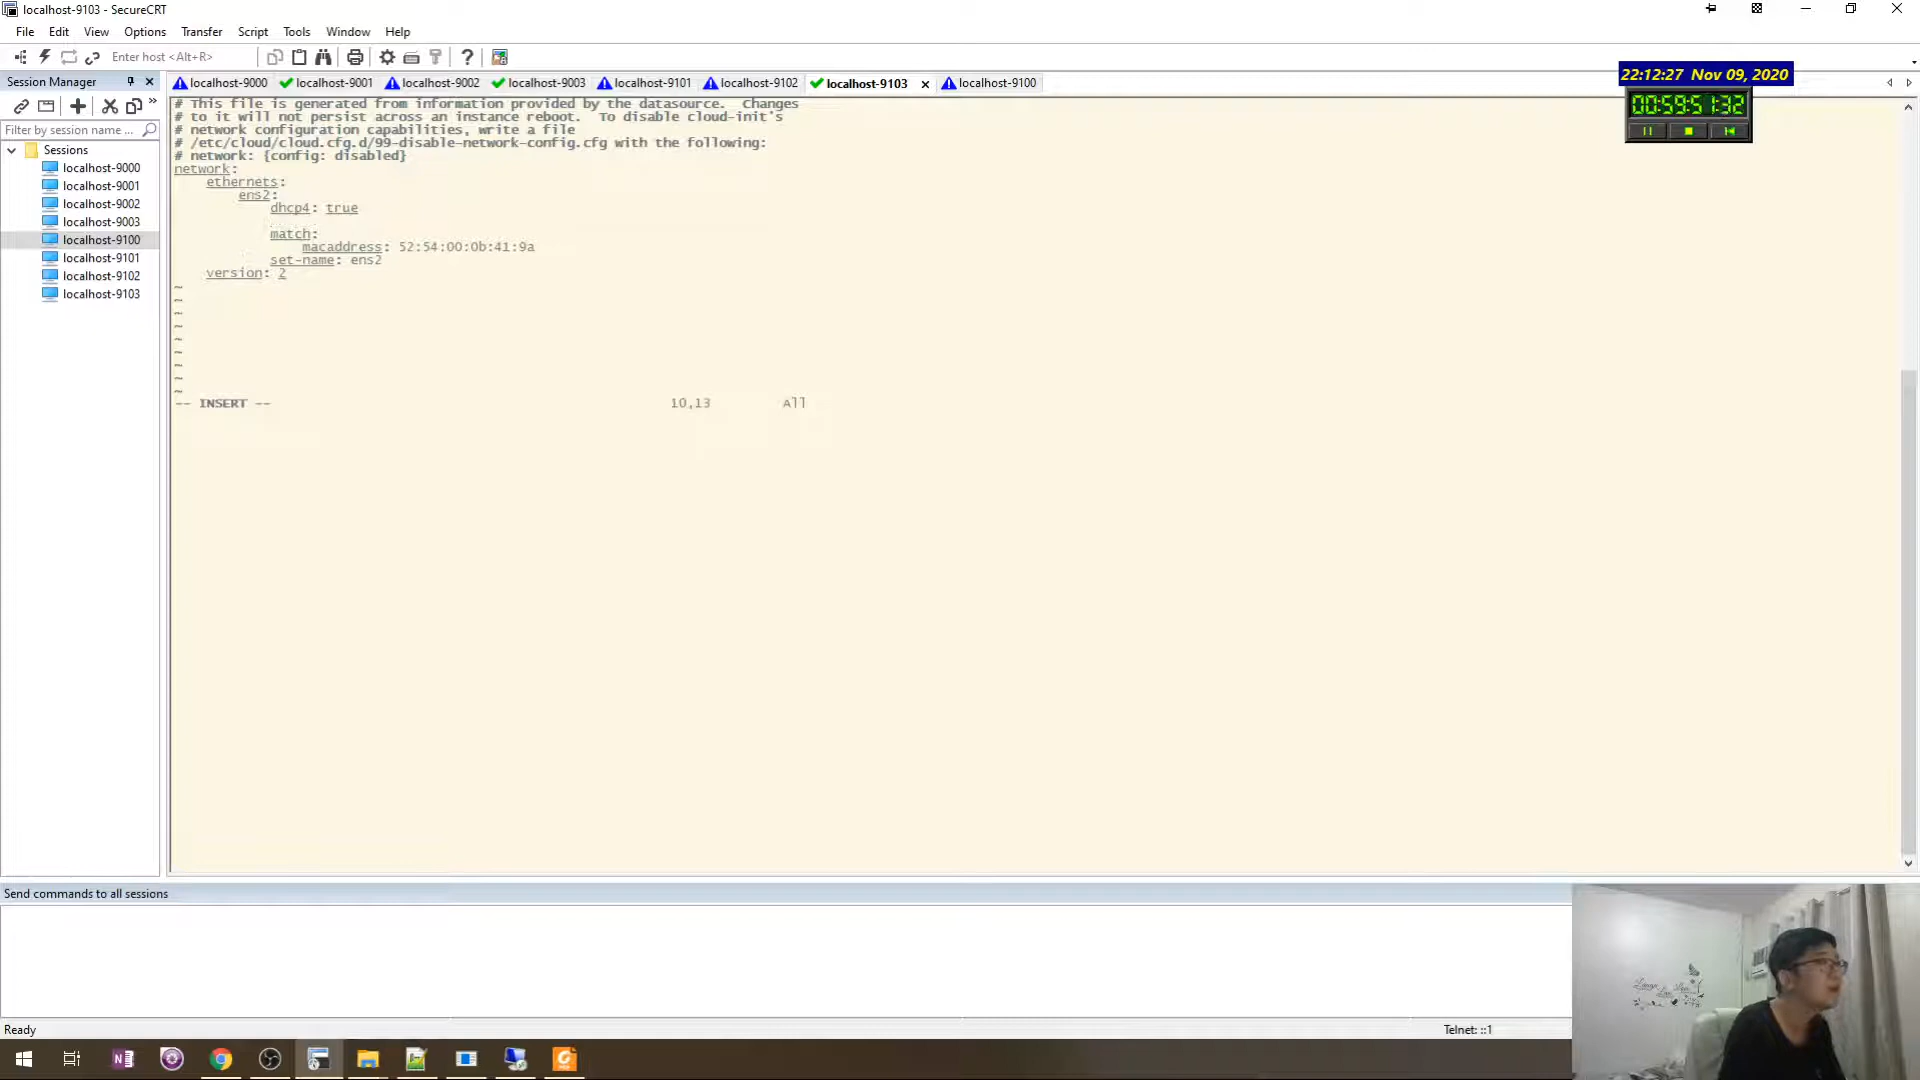 localhost-9103 - SecureCRT
File Edit View Options Transfer Script Tools Window Help
Enter host <Alt+R>
Session Manager
localhost-9000 localhost-9001 localhost-9002 localhost-9003 localhost-9101 localhost-9102 localhost-9103 localhost-9100
22:12:27 Nov 09, 2020
00:59:51:32
Filter by session name ...
Sessions
localhost-9000
localhost-9001
localhost-9002
localhost-9003
localhost-9100
localhost-9101
localhost-9102
localhost-9103
# This file is generated from information provided by the datasource.  Changes
# to it will not persist across an instance reboot.  To disable cloud-init's
# network configuration capabilities, write a file
# /etc/cloud/cloud.cfg.d/99-disable-network-config.cfg with the following:
# network: {config: disabled}
network:
ethernets:
ens2:
dhcp4: true
match:
macaddress: 52:54:00:0b:41:9a
set-name: ens2
version: 2
~
~
~
~
~
~
~
~
~
-- INSERT -- 10,13 All
Send commands to all sessions
Ready
Telnet: ::1